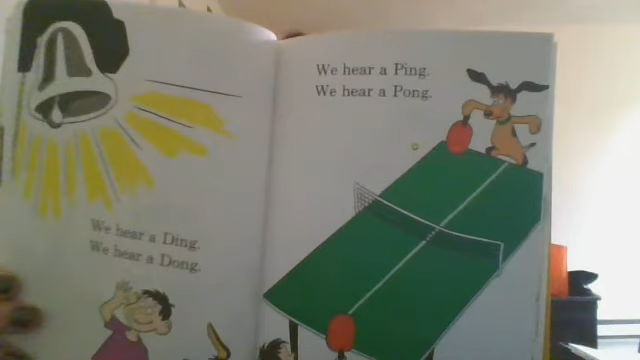 We hear a Ding.
We hear a Dong.
We hear a Ping.
We hear a Pong.